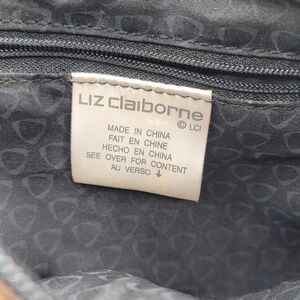 LIZ claiborne
© LCI
MADE IN CHINA
FAIT EN CHINE
HECHO EN CHINA
SEE OVER FOR CONTENT
AU VERSO ↓